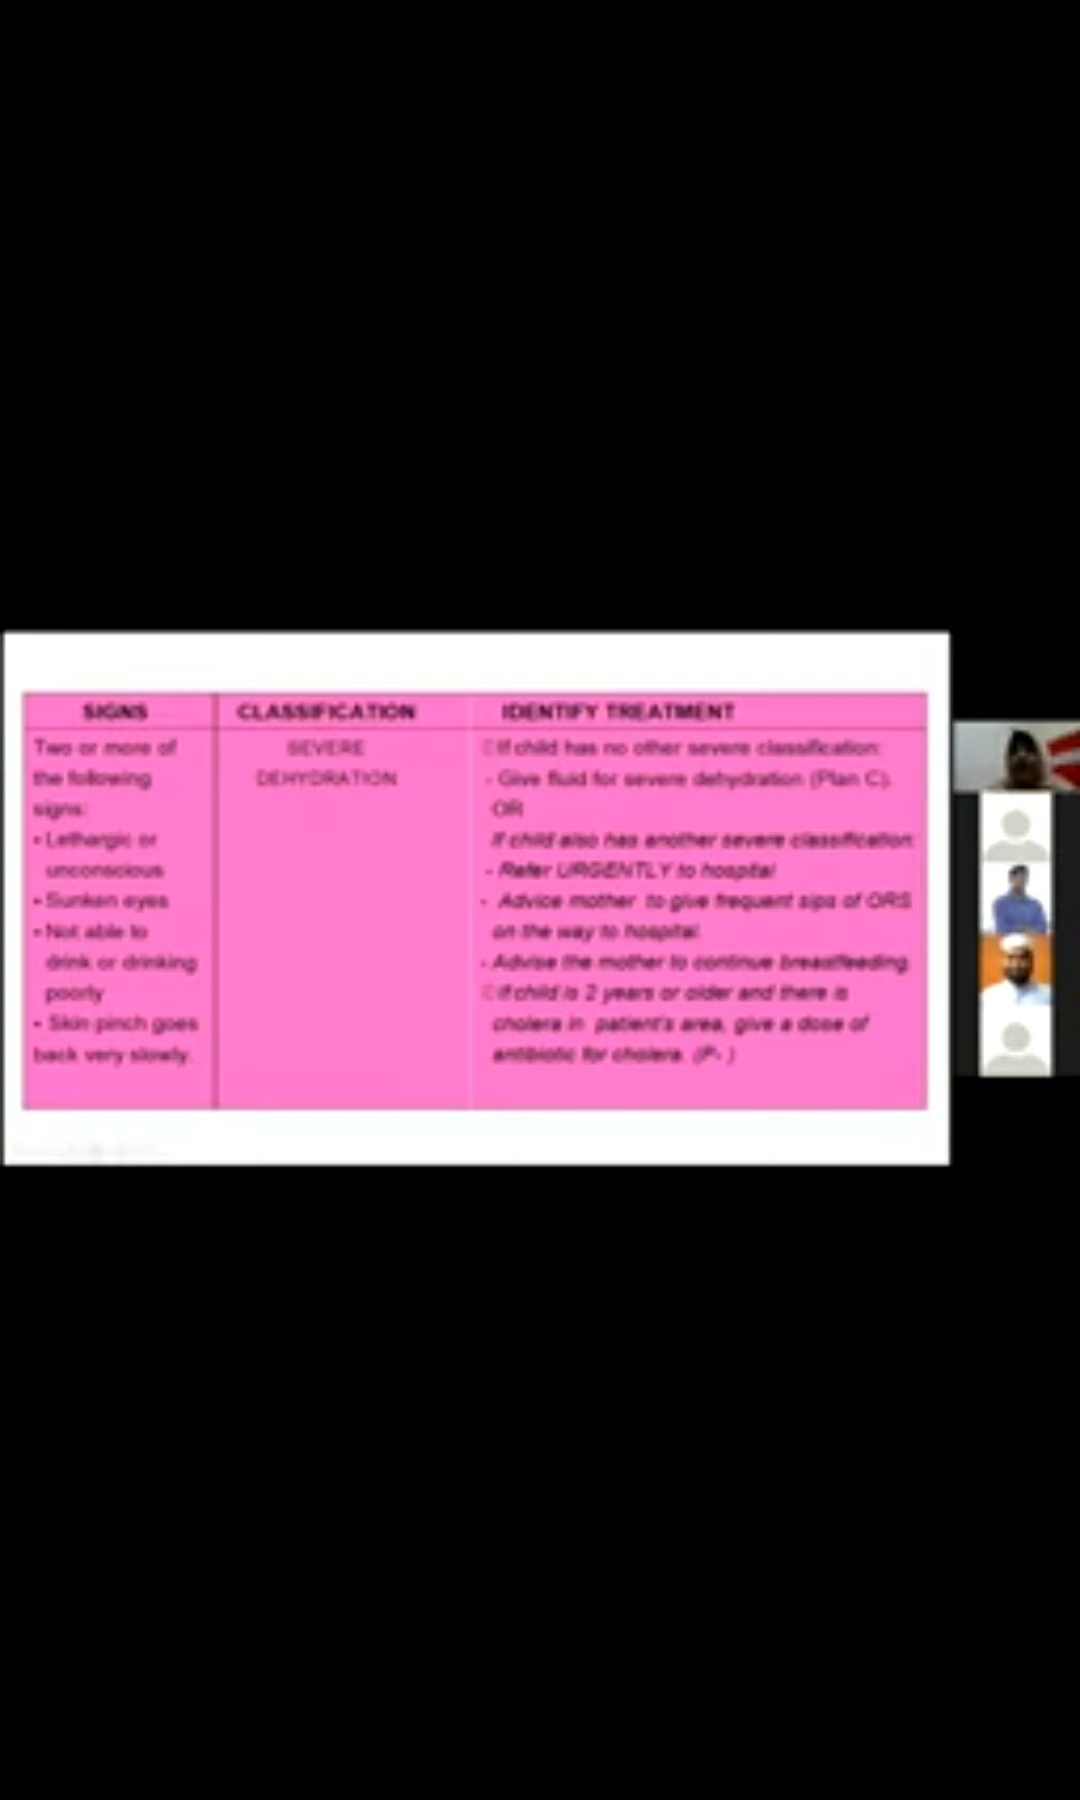 SIGNS
Two or more of
the following
signs:
• Lethargic or
unconscious
• Sunken eyes
• Not able to
drink or drinking
poorly
• Skin pinch goes
back very slowly.
CLASSIFICATION
SEVERE
DEHYDRATION
IDENTIFY TREATMENT
If child has no other severe classification:
- Give fluid for severe dehydration (Plan C).
OR
If child also has another severe classification:
- Refer URGENTLY to hospital
- Advice mother to give frequent sips of ORS
on the way to hospital.
- Advise the mother to continue breastfeeding.
If child is 2 years or older and there is
cholera in patient's area, give a dose of
antibiotic for cholera. (P- )